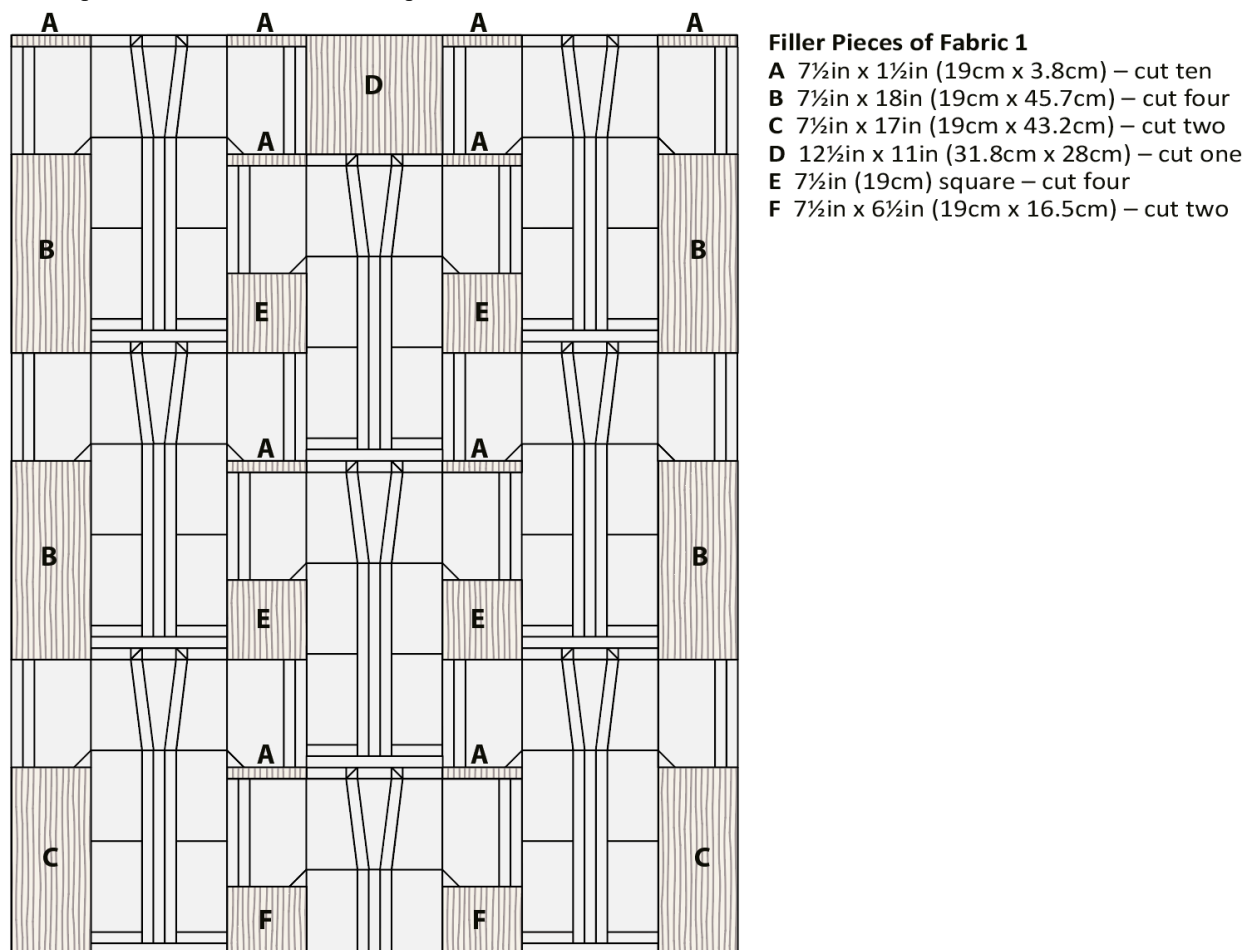 A A A A
A A
D
B B
E E
A A
B B
E E
A A
C C
F F
Filler Pieces of Fabric 1
A 7½in x 1½in (19cm x 3.8cm) – cut ten
B 7½in x 18in (19cm x 45.7cm) – cut four
C 7½in x 17in (19cm x 43.2cm) – cut two
D 12½in x 11in (31.8cm x 28cm) – cut one
E 7½in (19cm) square – cut four
F 7½in x 6½in (19cm x 16.5cm) – cut two